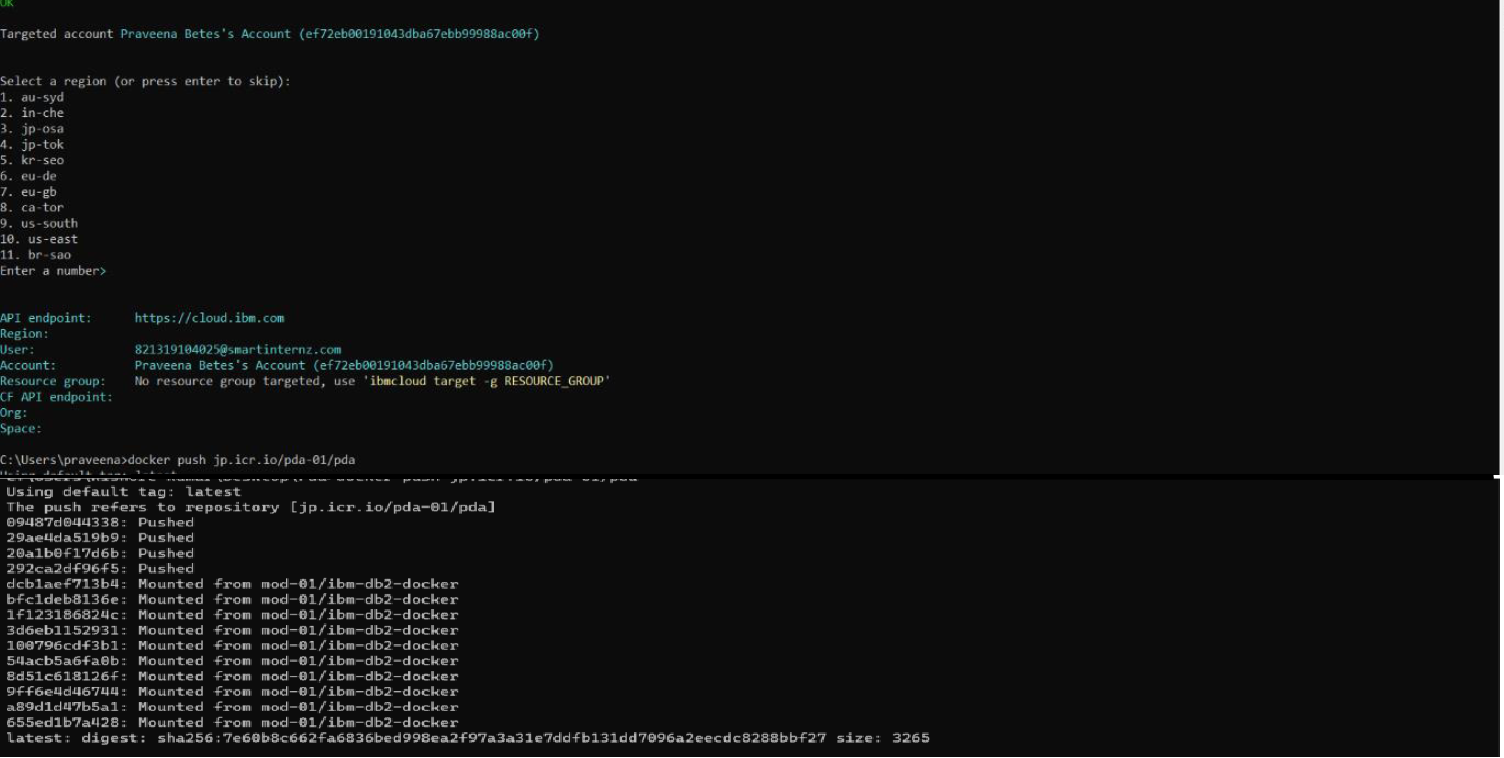 OK
Targeted account Praveena Betes's Account (ef72eb00191043dba67ebb99988ac00f)
Select a region (or press enter to skip):
1. au-syd
2. in-che
3. jp-osa
4. jp-tok
5. kr-seo
6. eu-de
7. eu-gb
8. ca-tor
9. us-south
10. us-east
11. br-sao
Enter a number>
API endpoint: https://cloud.ibm.com
Region:
User: 821319104025@smartinternz.com
Account: Praveena Betes's Account (ef72eb00191043dba67ebb99988ac00f)
Resource group: No resource group targeted, use 'ibmcloud target -g RESOURCE_GROUP'
CF API endpoint:
Org:
Space:
C:\Users\praveena>docker push jp.icr.io/pda-01/pda
Using default tag: latest
Using default tag: latest
The push refers to repository [jp.icr.io/pda-01/pda]
09487d044338: Pushed
29ae4da519b9: Pushed
20a1b0f17d6b: Pushed
292ca2df96f5: Pushed
dcb1aef713b4: Mounted from mod-01/ibm-db2-docker
bfc1deb8136e: Mounted from mod-01/ibm-db2-docker
1f123186824c: Mounted from mod-01/ibm-db2-docker
3d6eb1152931: Mounted from mod-01/ibm-db2-docker
100796cdf3b1: Mounted from mod-01/ibm-db2-docker
54acb5a6fa0b: Mounted from mod-01/ibm-db2-docker
8d51c618126f: Mounted from mod-01/ibm-db2-docker
9ff6e4d46744: Mounted from mod-01/ibm-db2-docker
a89d1d47b5a1: Mounted from mod-01/ibm-db2-docker
655ed1b7a428: Mounted from mod-01/ibm-db2-docker
latest: digest: sha256:7e60b8c662fa6836bed998ea2f97a3a31e7ddfb131dd7096a2eecdc8288bbf27 size: 3265